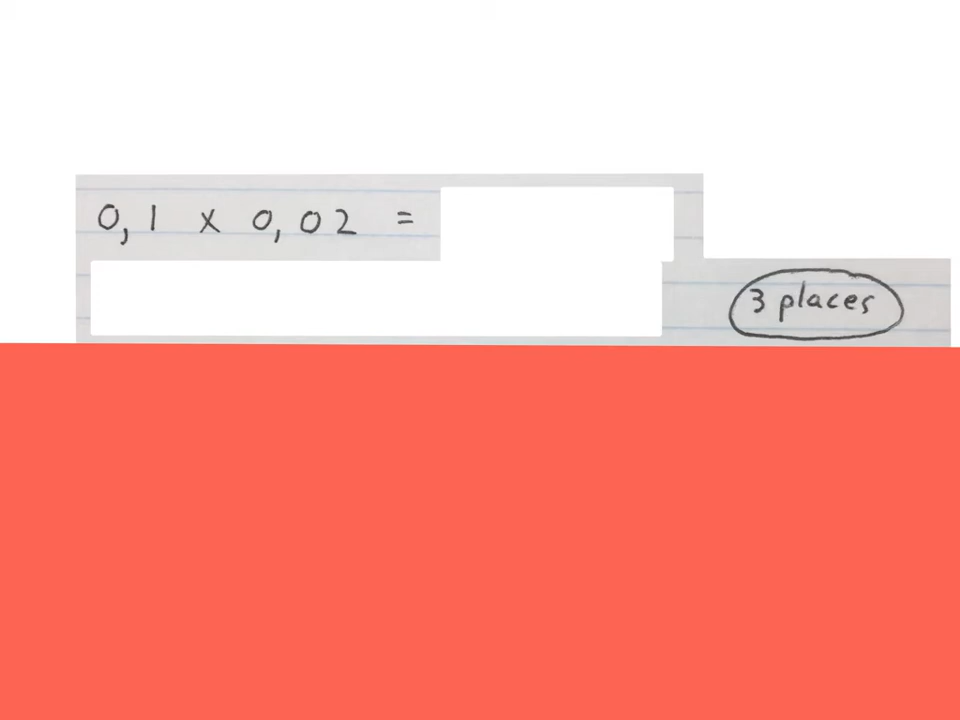 0,1 x 0,02 =
3 places